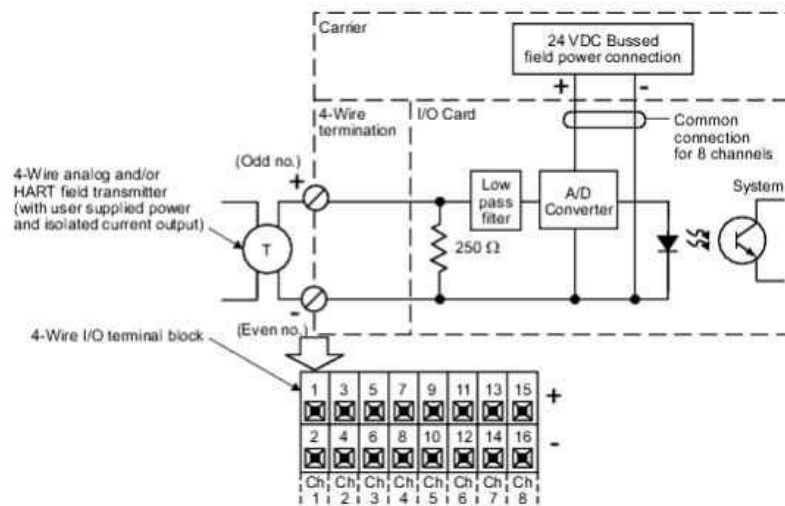 Carrier
24 VDC Bussed
field power connection
+
-
4-Wire
termination
I/O Card
Common
connection
for 8 channels
4-Wire analog and/or
HART field transmitter
(with user supplied power
and isolated current output)
(Odd no.)
+
T
Low
pass
filter
A/D
Converter
System
250 Ω
-
(Even no.)
4-Wire I/O terminal block
1 3 5 7 9 11 13 15 +
2 4 6 8 10 12 14 16 -
Ch Ch Ch Ch Ch Ch Ch Ch
1 2 3 4 5 6 7 8